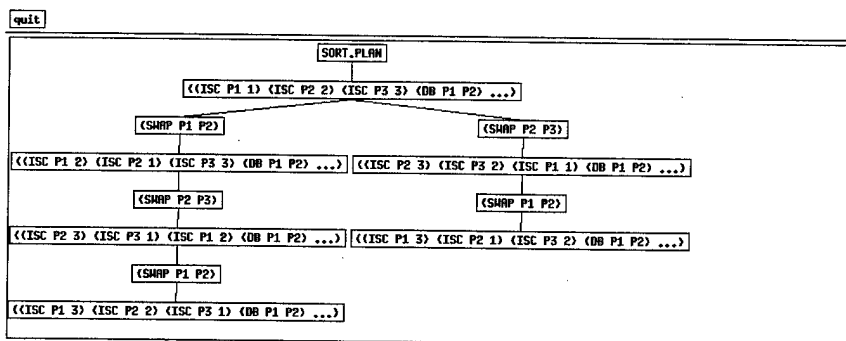 quit
SORT.PLAN
((ISC P1 1) (ISC P2 2) (ISC P3 3) (DB P1 P2) ...)
(SWAP P1 P2) (SWAP P2 P3)
((ISC P1 2) (ISC P2 1) (ISC P3 3) (DB P1 P2) ...) ((ISC P2 3) (ISC P3 2) (ISC P1 1) (DB P1 P2) ...)
(SWAP P2 P3) (SWAP P1 P2)
((ISC P2 3) (ISC P3 1) (ISC P1 2) (DB P1 P2) ...) ((ISC P1 3) (ISC P2 1) (ISC P3 2) (DB P1 P2) ...)
(SWAP P1 P2)
((ISC P1 3) (ISC P2 2) (ISC P3 1) (DB P1 P2) ...)